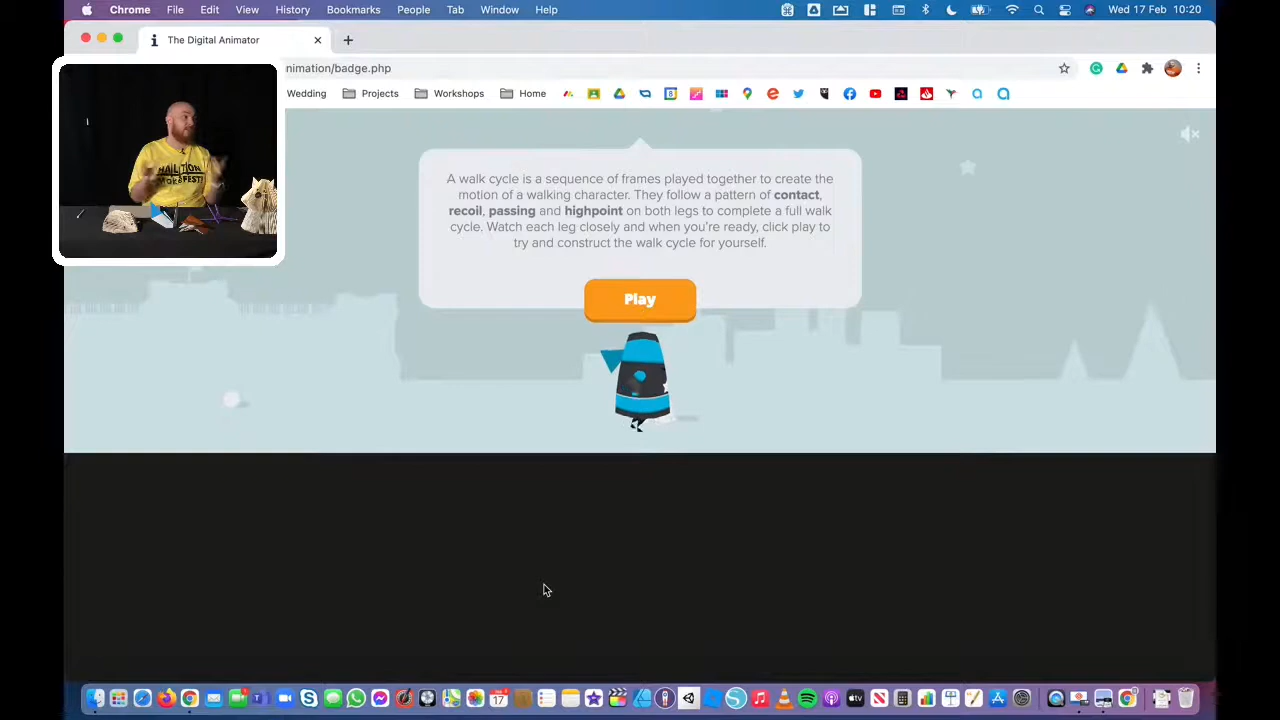 Chrome File Edit View History Bookmarks People Tab Window Help Wed 17 Feb 10:20
The Digital Animator
nimation/badge.php
Wedding Projects Workshops Home
A walk cycle is a sequence of frames played together to create the
motion of a walking character. They follow a pattern of contact,
recoil, passing and highpoint on both legs to complete a full walk
cycle. Watch each leg closely and when you're ready, click play to
try and construct the walk cycle for yourself.
Play